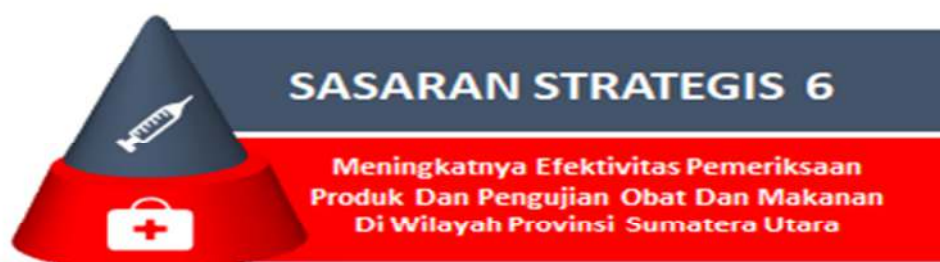 SASARAN STRATEGIS 6
Meningkatnya Efektivitas Pemeriksaan
Produk Dan Pengujian Obat Dan Makanan
Di Wilayah Provinsi Sumatera Utara